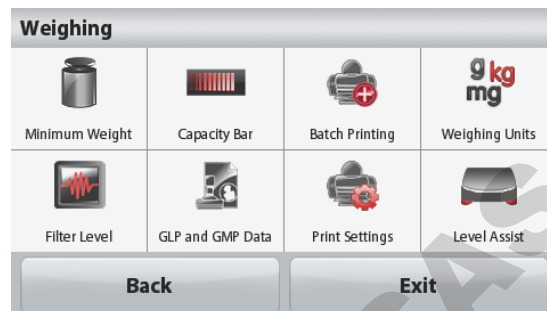 Weighing
g kg
mg
Minimum Weight Capacity Bar Batch Printing Weighing Units
Filter Level GLP and GMP Data Print Settings Level Assist
Back Exit